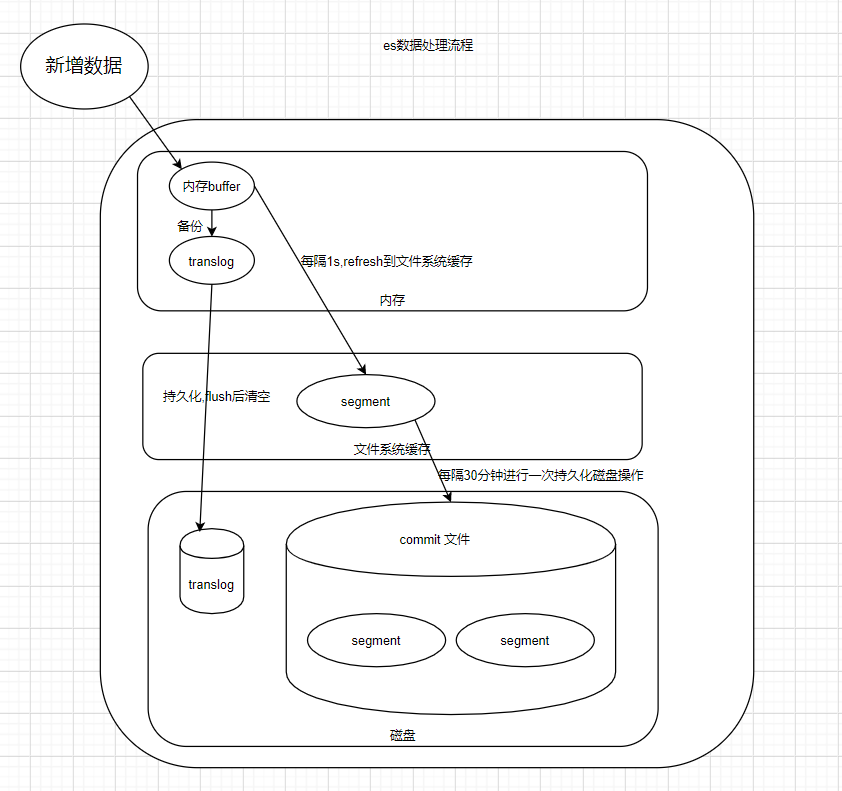 es数据处理流程
新增数据
内存buffer
备份
translog
每隔1s,refresh到文件系统缓存
内存
持久化,flush后清空
segment
文件系统缓存
每隔30分钟进行一次持久化磁盘操作
commit 文件
translog
segment
segment
磁盘